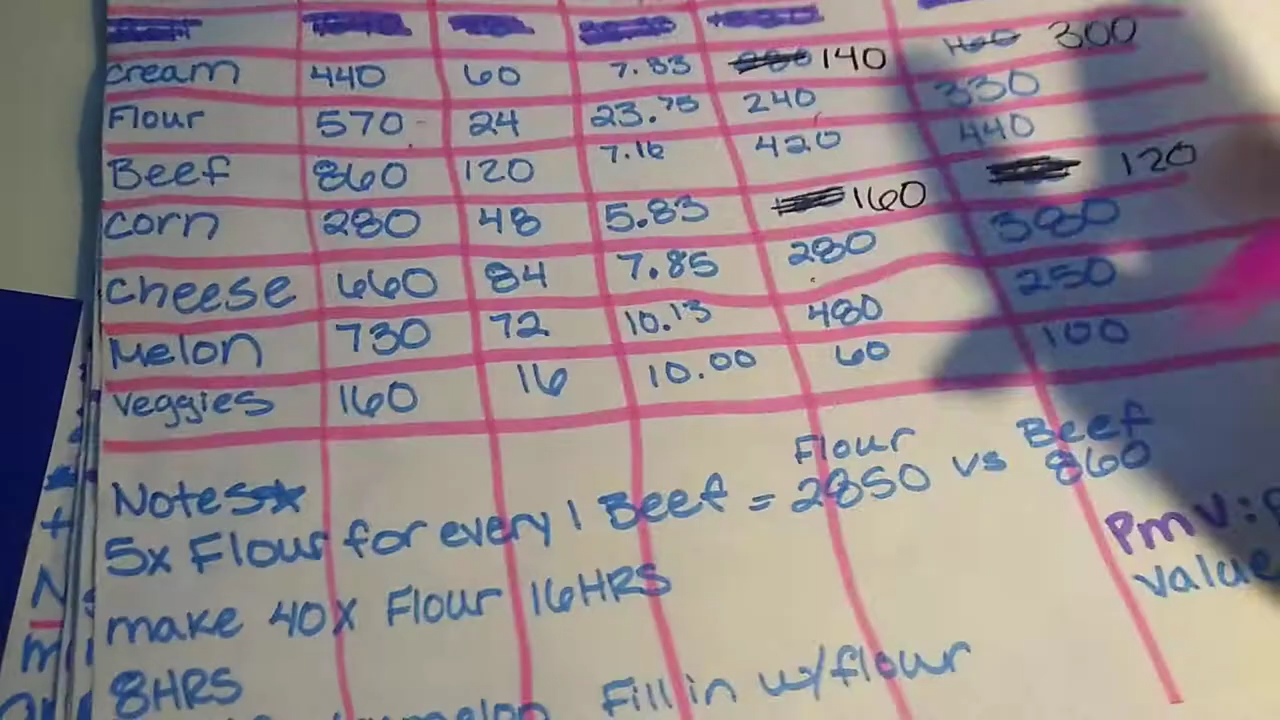 Cream 440 60 7.33 140 300
Flour 570 24 23.75 240 330
Beef 860 120 7.16 420 440
Corn 280 48 5.83 160 120
Cheese 660 84 7.85 280 380
Melon 730 72 10.13 480 250
Veggies 160 16 10.00 60 100
Notes
Flour Beef
5x Flour for every 1 Beef = 2850 vs 860
make 40x Flour 16HRS
PMV:
value
8HRS
Fill in w/flour